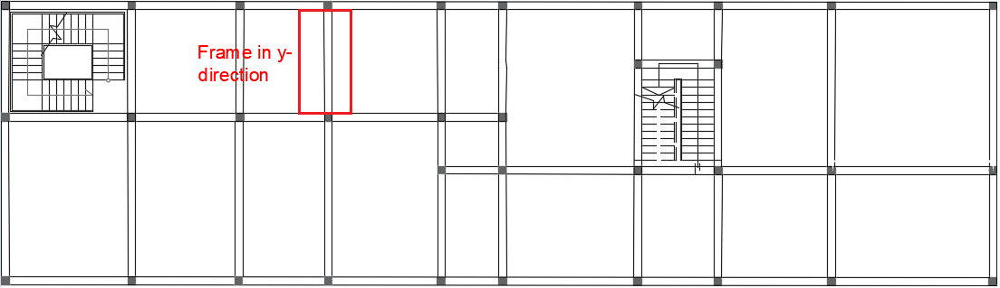 Frame in y-
direction